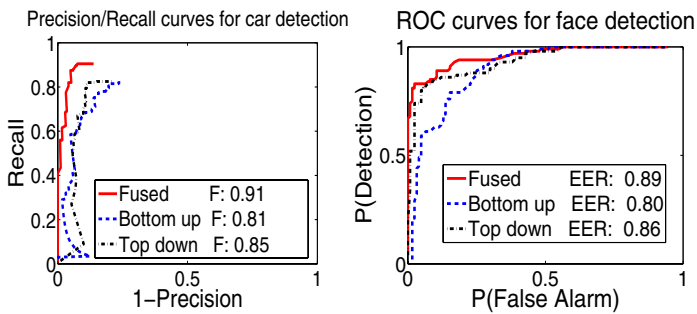 Precision/Recall curves for car detection
1
0.8
0.6
0.4
0.2
0
0
0.5
1
Recall
1−Precision
Fused F: 0.91
Bottom up F: 0.81
Top down F: 0.85
ROC curves for face detection
1
0.5
0
0
0.5
1
P(Detection)
P(False Alarm)
Fused EER: 0.89
Bottom up EER: 0.80
Top down EER: 0.86